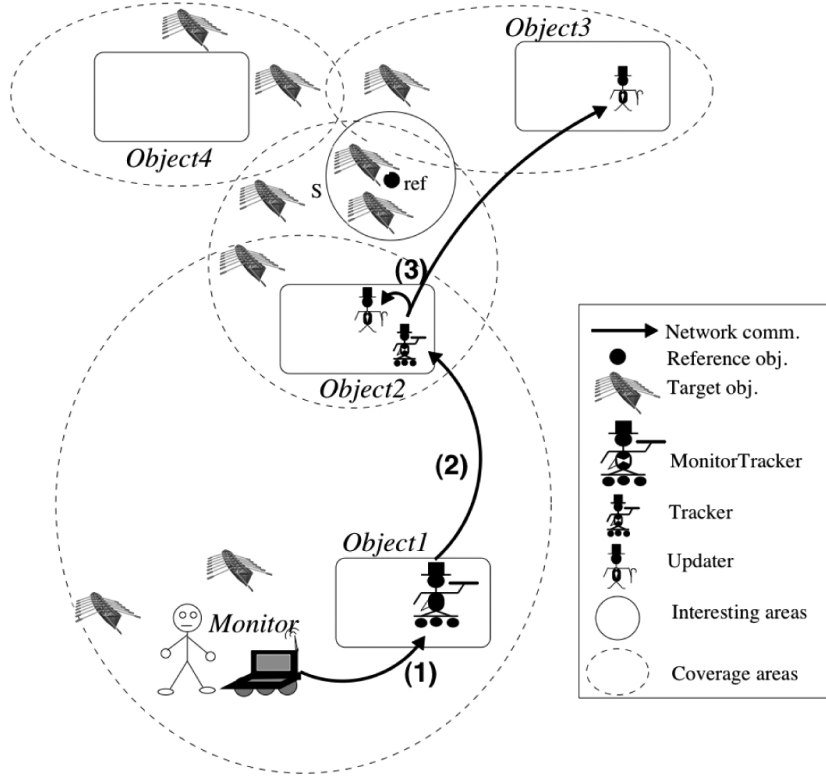 Object3
Object4
S
ref
(3)
Object2
(2)
Object1
Monitor
(1)
Network comm.
Reference obj.
Target obj.
MonitorTracker
Tracker
Updater
Interesting areas
Coverage areas